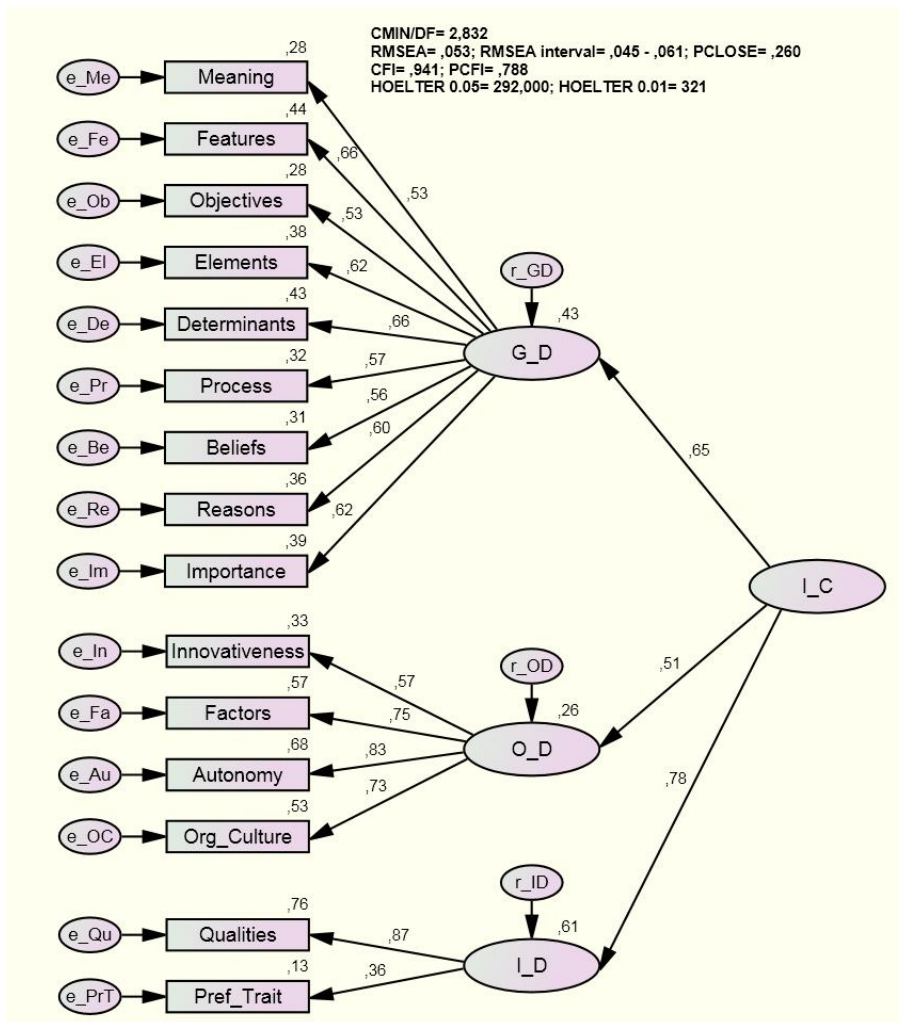 CMIN/DF= 2,832
RMSEA= ,053; RMSEA interval= ,045 - ,061; PCLOSE= ,260
CFI= ,941; PCFI= ,788
HOELTER 0.05= 292,000; HOELTER 0.01= 321
,28
e_Me
Meaning
,44
e_Fe
Features
,66
,28
e_Ob
Objectives
,53
,53
,38
e_El
Elements
,62
r_GD
,43
e_De
Determinants
,66
,43
G_D
,32
e_Pr
Process
,57
,31
e_Be
Beliefs
,56
,60
,36
e_Re
Reasons
,62
,65
,39
e_Im
Importance
I_C
,33
e_In
Innovativeness
r_OD
,51
,57
e_Fa
Factors
,57
,75
,26
O_D
,68
e_Au
Autonomy
,83
,78
,53
e_OC
Org_Culture
,73
r_ID
,76
e_Qu
Qualities
,87
,61
I_D
,13
e_PrT
Pref_Trait
,36